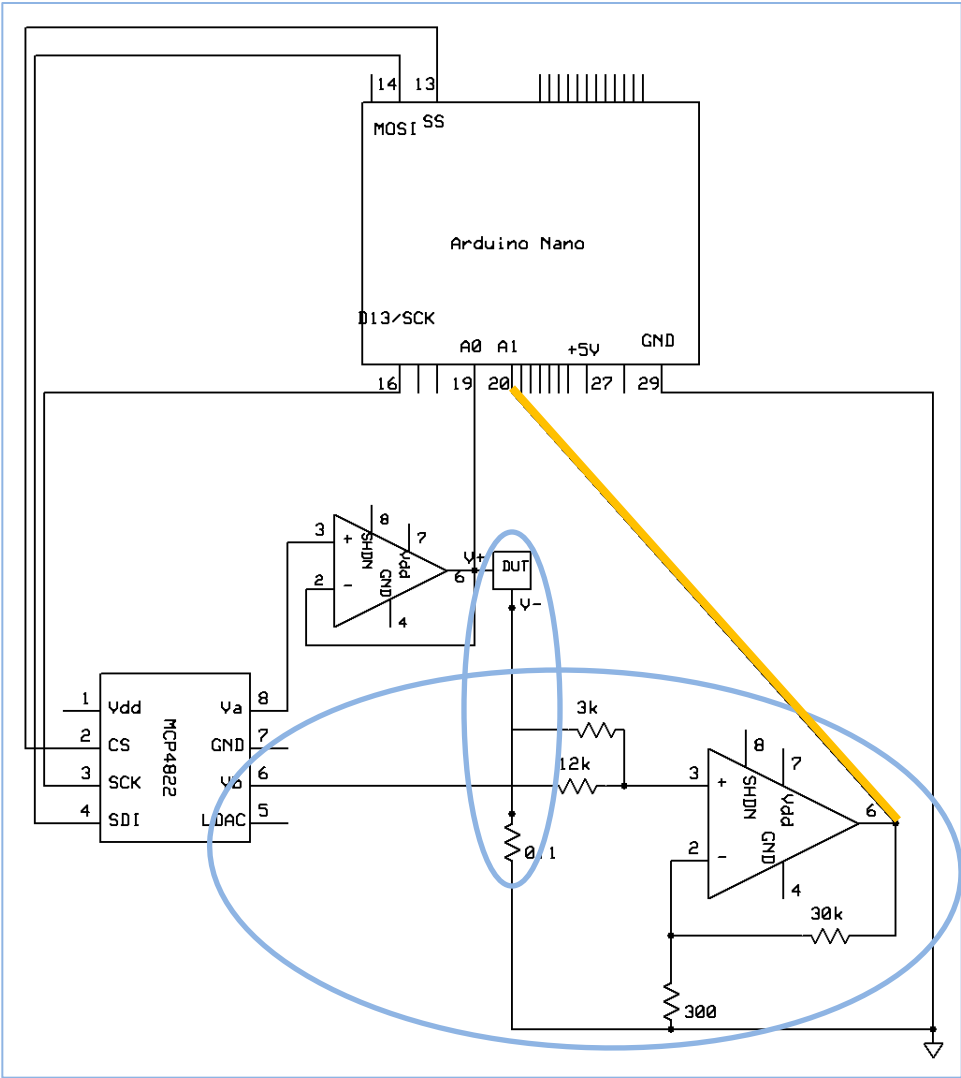 14 13
MOSI SS
Arduino Nano
D13/SCK
A0 A1 +5V GND
16 19 20 27 29
3 + SHDN 8 Vdd 7
2 - GND 4 6
V+ DUT
V-
1 Vdd Va 8
2 CS GND 7
3 SCK Vb 6
4 SDI LDAC 5
MCP4822
3k
12k
0.1
3 + SHDN 8 Vdd 7
2 - GND 4 6
30k
300